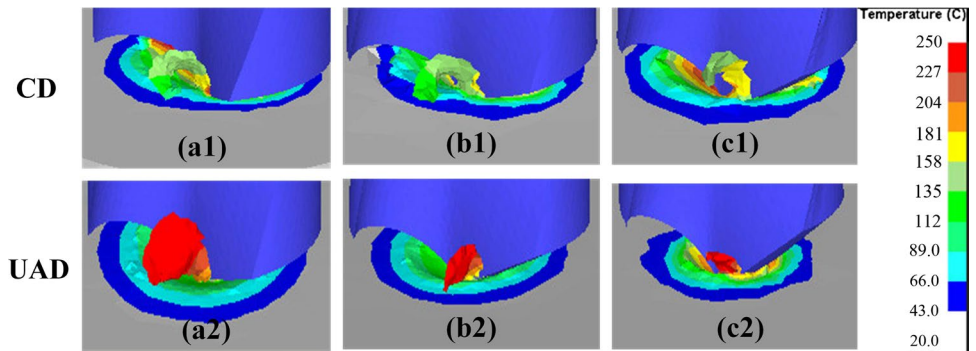 Temperature (C)
CD
(a1)
(b1)
(c1)
UAD
(a2)
(b2)
(c2)
250
227
204
181
158
135
112
89.0
66.0
43.0
20.0